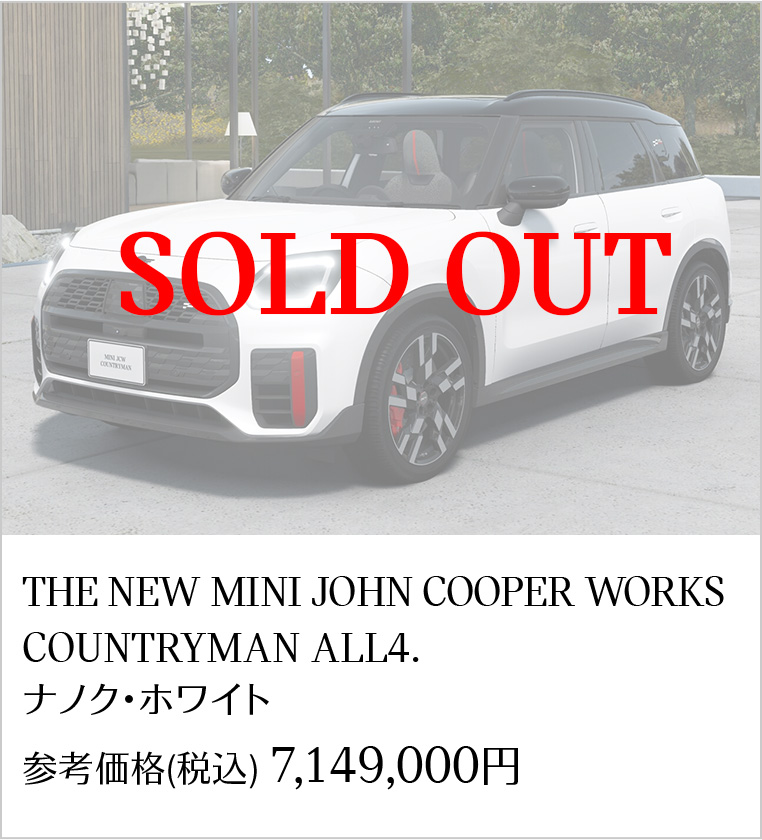 SOLD OUT
MINI JCW
COUNTRYMAN
THE NEW MINI JOHN COOPER WORKS
COUNTRYMAN ALL4.
ナノク・ホワイト
参考価格(税込) 7,149,000円